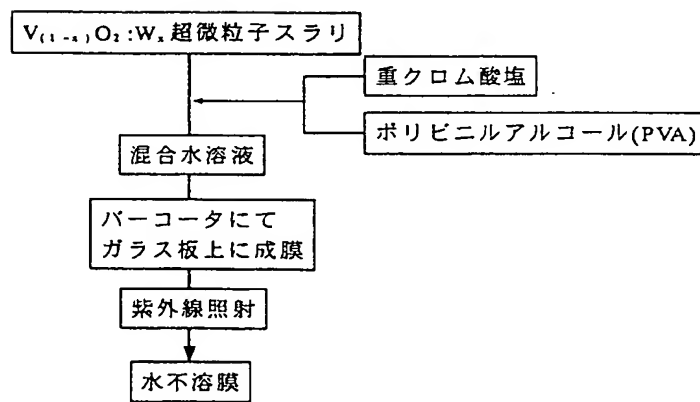 V₍₁₋ₓ₎O₂:Wₓ超微粒子スラリ
重クロム酸塩
ポリビニルアルコール(PVA)
混合水溶液
バーコータにて
ガラス板上に成膜
紫外線照射
水不溶膜